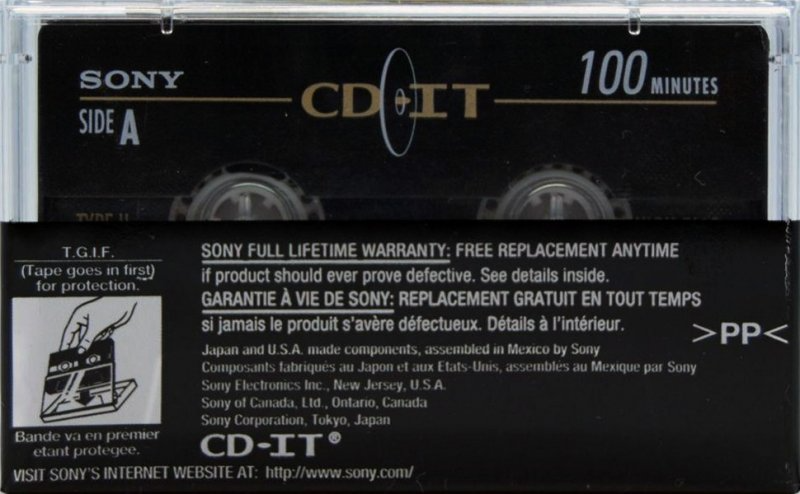 SONY CD-IT 100 MINUTES
SIDE A
T.G.I.F.
(Tape goes in first)
for protection.
Bande va en premier
etant protegee.
SONY FULL LIFETIME WARRANTY: FREE REPLACEMENT ANYTIME
if product should ever prove defective. See details inside.
GARANTIE À VIE DE SONY: REPLACEMENT GRATUIT EN TOUT TEMPS
si jamais le produit s'avère défectueux. Détails à l'intérieur.
>PP<
Japan and U.S.A. made components, assembled in Mexico by Sony
Composants fabriqués au Japon et aux Etats-Unis, assemblés au Mexique par Sony
Sony Electronics Inc., New Jersey, U.S.A.
Sony of Canada, Ltd., Ontario, Canada
Sony Corporation, Tokyo, Japan
CD-IT®
VISIT SONY'S INTERNET WEBSITE AT: http://www.sony.com/